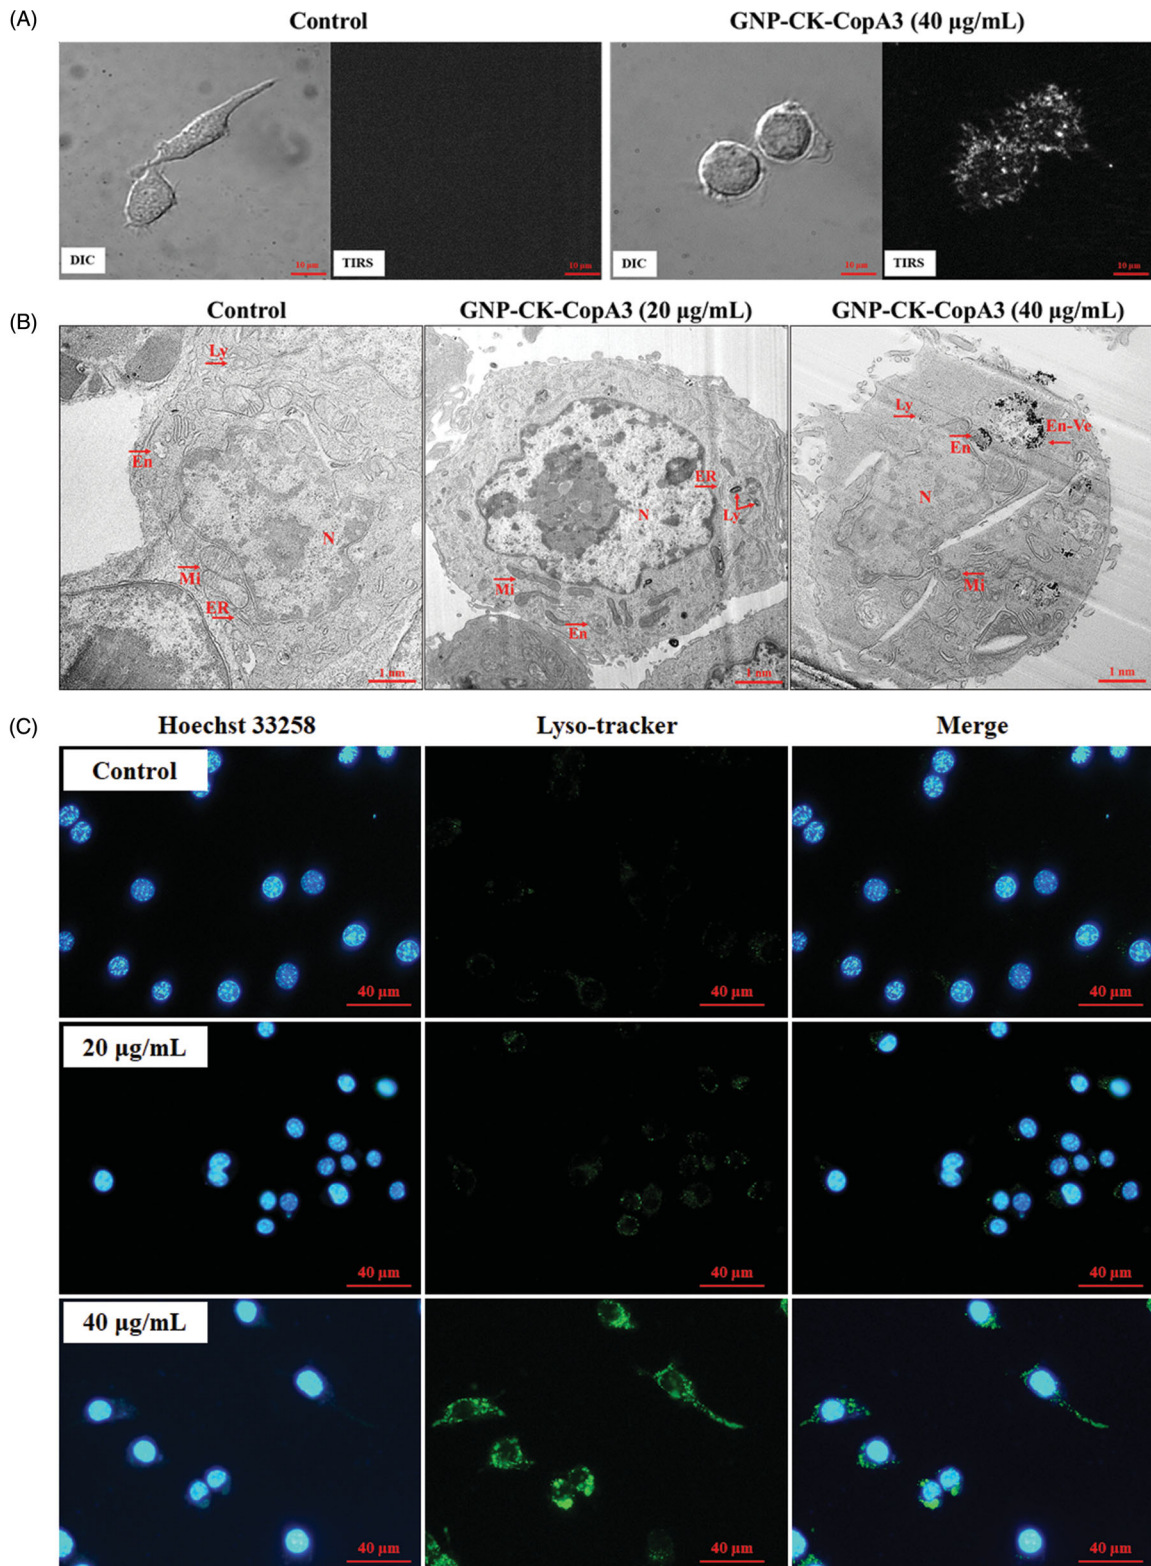 (A)
Control
GNP-CK-CopA3 (40 µg/mL)
DIC
10 µm
TIRS
10 µm
DIC
10 µm
TIRS
10 µm
(B)
Control
GNP-CK-CopA3 (20 µg/mL)
GNP-CK-CopA3 (40 µg/mL)
Ly
En
N
Mi
ER
1 nm
ER
N
Ly
Mi
En
1 nm
Ly
En
En-Ve
N
Mi
1 nm
(C)
Hoechst 33258
Lyso-tracker
Merge
Control
40 µm
40 µm
40 µm
20 µg/mL
40 µm
40 µm
40 µm
40 µg/mL
40 µm
40 µm
40 µm